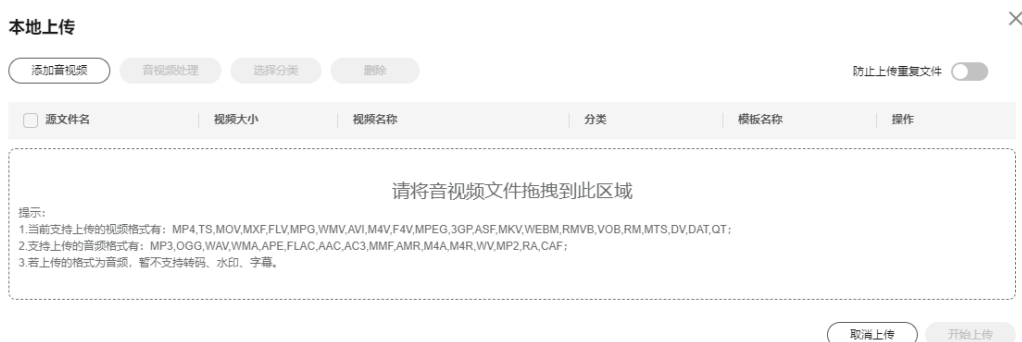 本地上传
添加音视频 音视频处理 选择分类 删除 防止上传重复文件
源文件名 视频大小 视频名称 分类 模板名称 操作
请将音视频文件拖拽到此区域
提示：
1.当前支持上传的视频格式有：MP4,TS,MOV,MXF,FLV,MPG,WMV,AVI,M4V,F4V,MPEG,3GP,ASF,MKV,WEBM,RMVB,VOB,RM,MTS,DV,DAT,QT；
2.支持上传的音频格式有：MP3,OGG,WAV,WMA,APE,FLAC,AAC,AC3,MMF,AMR,M4A,M4R,WV,MP2,RA,CAF；
3.若上传的格式为音频，暂不支持转码、水印、字幕。
取消上传 开始上传